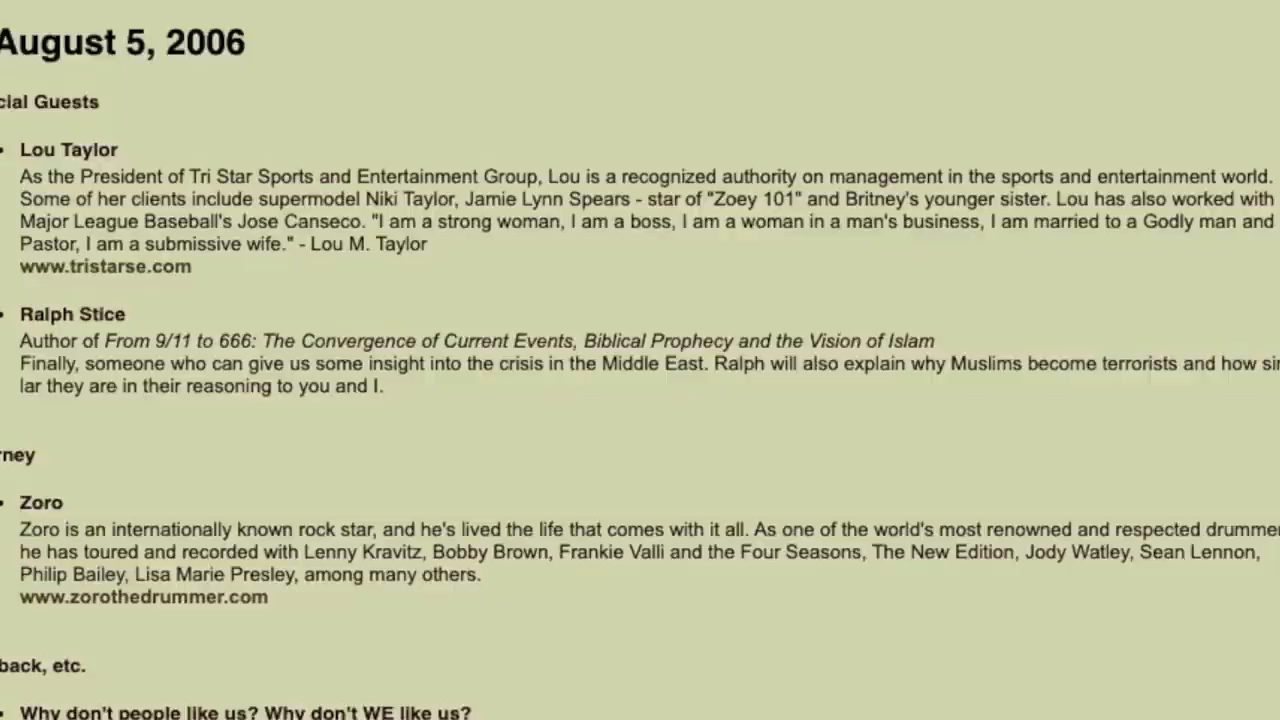 August 5, 2006
cial Guests
• Lou Taylor
As the President of Tri Star Sports and Entertainment Group, Lou is a recognized authority on management in the sports and entertainment world.
Some of her clients include supermodel Niki Taylor, Jamie Lynn Spears - star of "Zoey 101" and Britney's younger sister. Lou has also worked with
Major League Baseball's Jose Canseco. "I am a strong woman, I am a boss, I am a woman in a man's business, I am married to a Godly man and
Pastor, I am a submissive wife." - Lou M. Taylor
www.tristarse.com
• Ralph Stice
Author of From 9/11 to 666: The Convergence of Current Events, Biblical Prophecy and the Vision of Islam
Finally, someone who can give us some insight into the crisis in the Middle East. Ralph will also explain why Muslims become terrorists and how sim
lar they are in their reasoning to you and I.
rney
• Zoro
Zoro is an internationally known rock star, and he's lived the life that comes with it all. As one of the world's most renowned and respected drummer
he has toured and recorded with Lenny Kravitz, Bobby Brown, Frankie Valli and the Four Seasons, The New Edition, Jody Watley, Sean Lennon,
Philip Bailey, Lisa Marie Presley, among many others.
www.zorothedrummer.com
back, etc.
• Why don't people like us? Why don't WE like us?